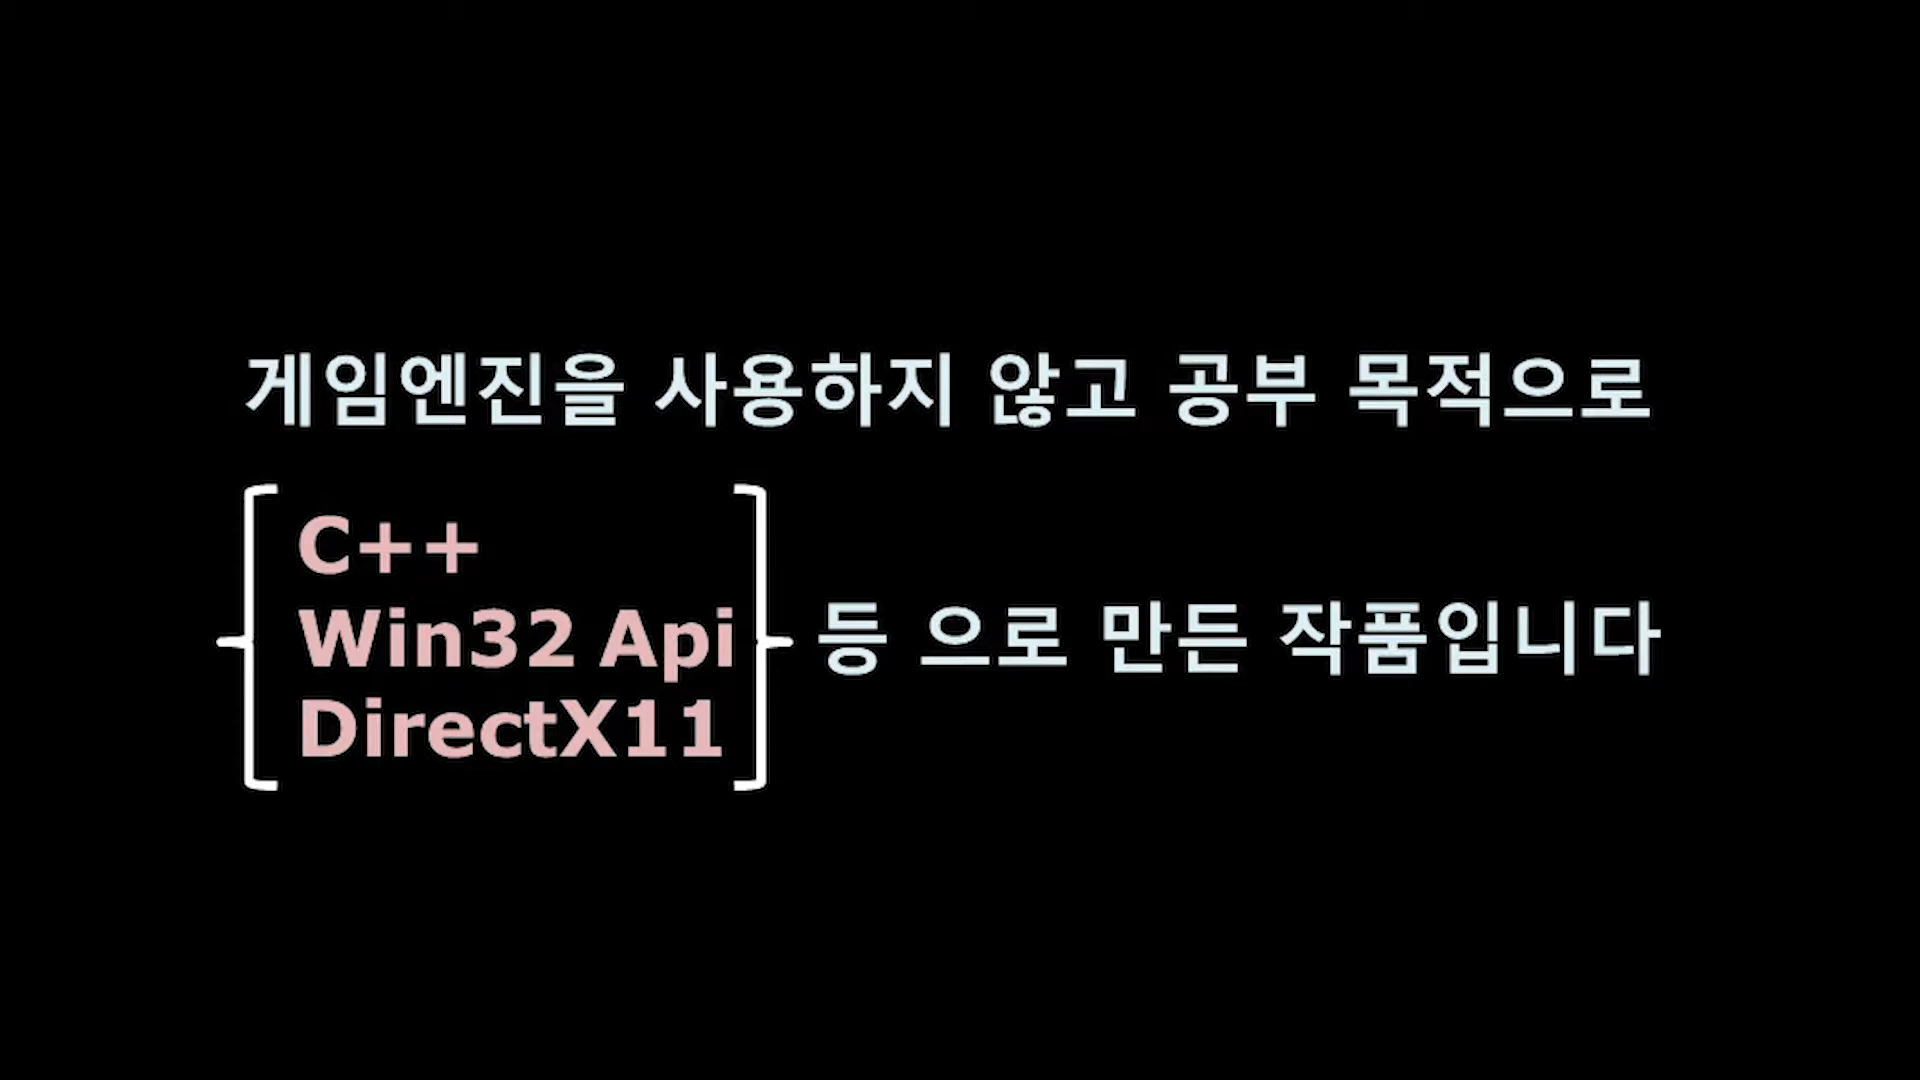 게임엔진을 사용하지 않고 공부 목적으로
C++
Win32 Api
DirectX11
등 으로 만든 작품입니다